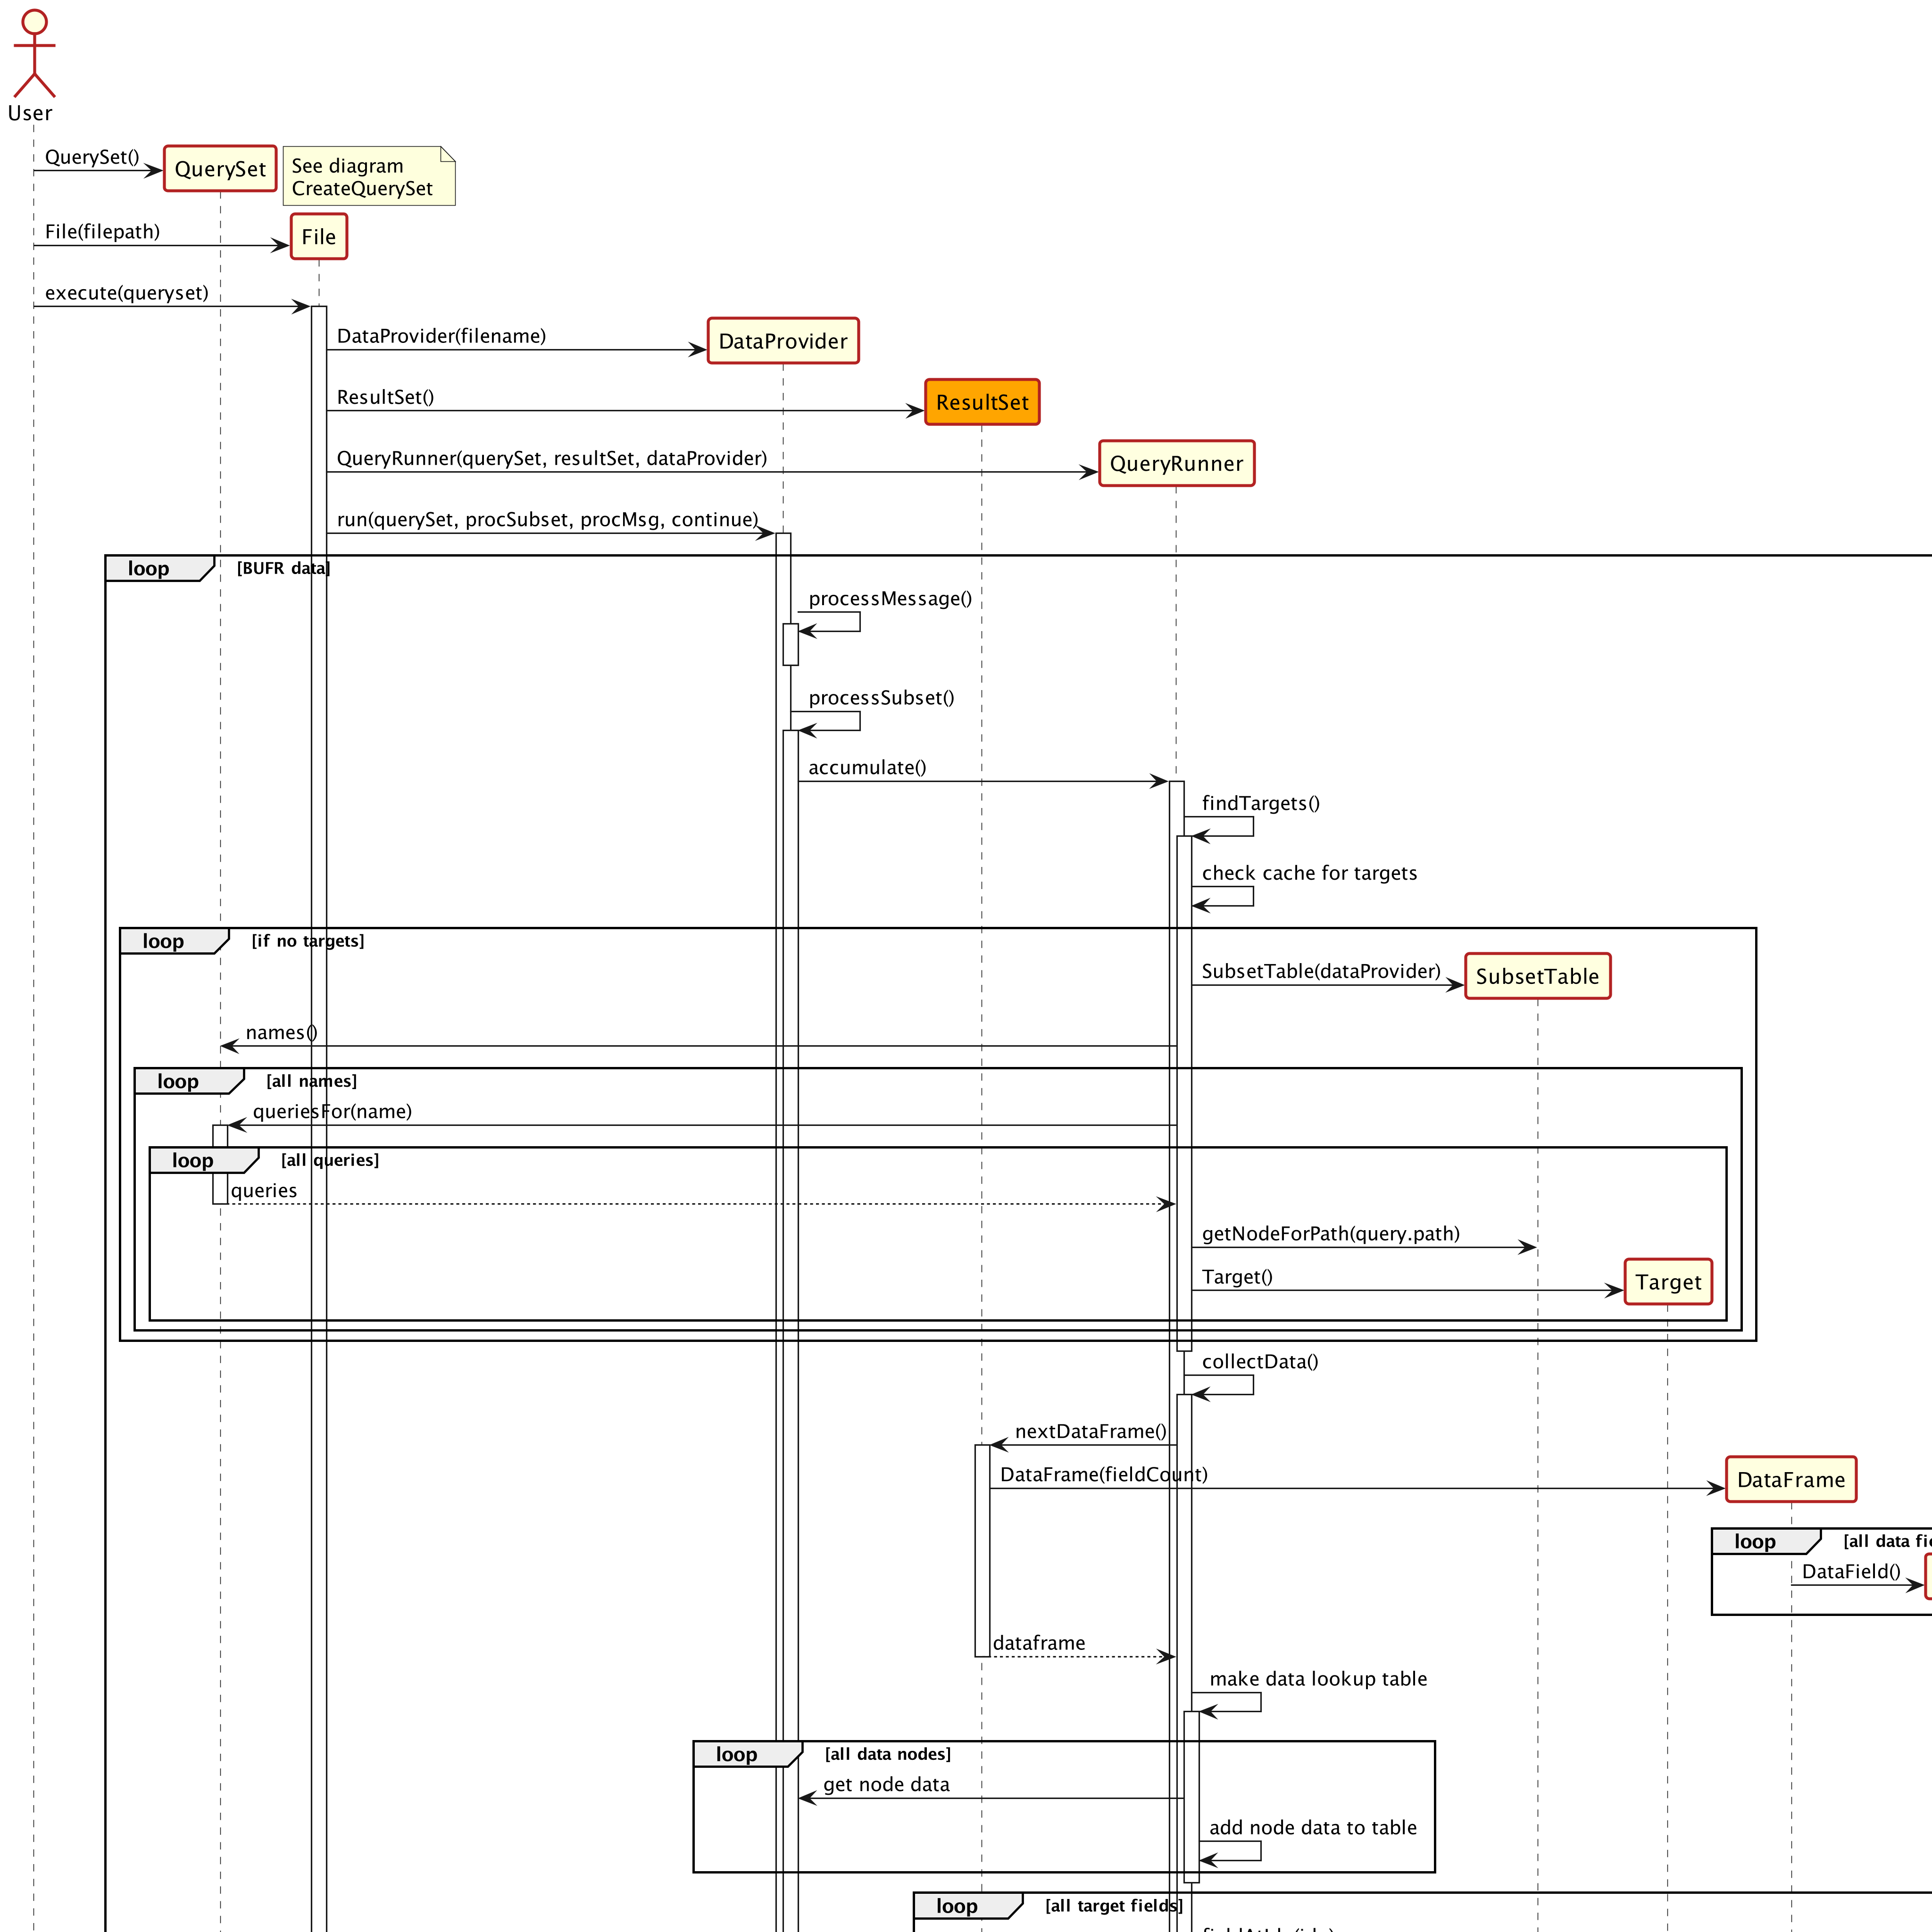 User
QuerySet()
QuerySet
See diagram
CreateQuerySet
File(filepath)
File
execute(queryset)
DataProvider(filename)
DataProvider
ResultSet()
ResultSet
QueryRunner(querySet, resultSet, dataProvider)
QueryRunner
run(querySet, procSubset, procMsg, continue)
loop [BUFR data]
processMessage()
processSubset()
accumulate()
findTargets()
check cache for targets
loop [if no targets]
SubsetTable(dataProvider)
SubsetTable
names()
loop [all names]
queriesFor(name)
loop [all queries]
queries
getNodeForPath(query.path)
Target()
Target
collectData()
nextDataFrame()
DataFrame(fieldCount)
DataFrame
loop [all data
DataField()
dataframe
make data lookup table
loop [all data nodes]
get node data
add node data to table
loop [all target fields]